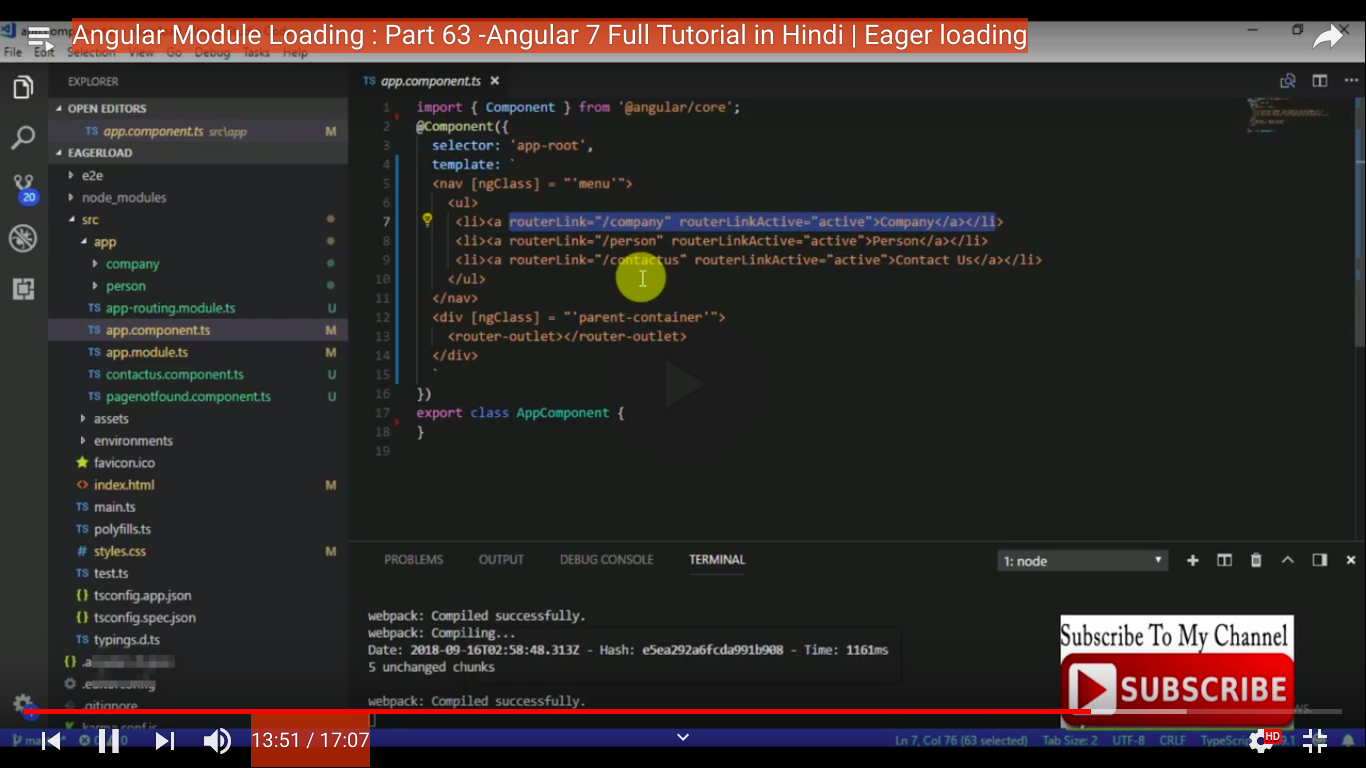 Angular Module Loading : Part 63 -Angular 7 Full Tutorial in Hindi | Eager loading
File Edit Selection View Go Debug Tasks Help
EXPLORER
OPEN EDITORS
TS app.component.ts src\app M
EAGERLOAD
e2e
node_modules
src
app
company
person
TS app-routing.module.ts U
TS app.component.ts M
TS app.module.ts M
TS contactus.component.ts U
TS pagenotfound.component.ts U
assets
environments
favicon.ico
<> index.html M
TS main.ts
TS polyfills.ts
# styles.css M
TS test.ts
{} tsconfig.app.json
{} tsconfig.spec.json
TS typings.d.ts
.editorconfig
.gitignore
karma.conf.js
20
TS app.component.ts ×
1 import { Component } from '@angular/core';
2 @Component({
3 selector: 'app-root',
4 template: `
5 <nav [ngClass] = "'menu'">
6 <ul>
7 <li><a routerLink="/company" routerLinkActive="active">Company</a></li>
8 <li><a routerLink="/person" routerLinkActive="active">Person</a></li>
9 <li><a routerLink="/contactus" routerLinkActive="active">Contact Us</a></li>
10 </ul>
11 </nav>
12 <div [ngClass] = "'parent-container'">
13 <router-outlet></router-outlet>
14 </div>
15 `
16 })
17 export class AppComponent {
18 }
19
PROBLEMS OUTPUT DEBUG CONSOLE TERMINAL 1: node
webpack: Compiled successfully.
webpack: Compiling...
Date: 2018-09-16T02:58:48.313Z - Hash: e5ea292a6fcda991b908 - Time: 1161ms
5 unchanged chunks
webpack: Compiled successfully.
Subscribe To My Channel
SUBSCRIBE
13:51 / 17:07
Ln 7, Col 76 (63 selected) Tab Size: 2 UTF-8 CRLF
HD